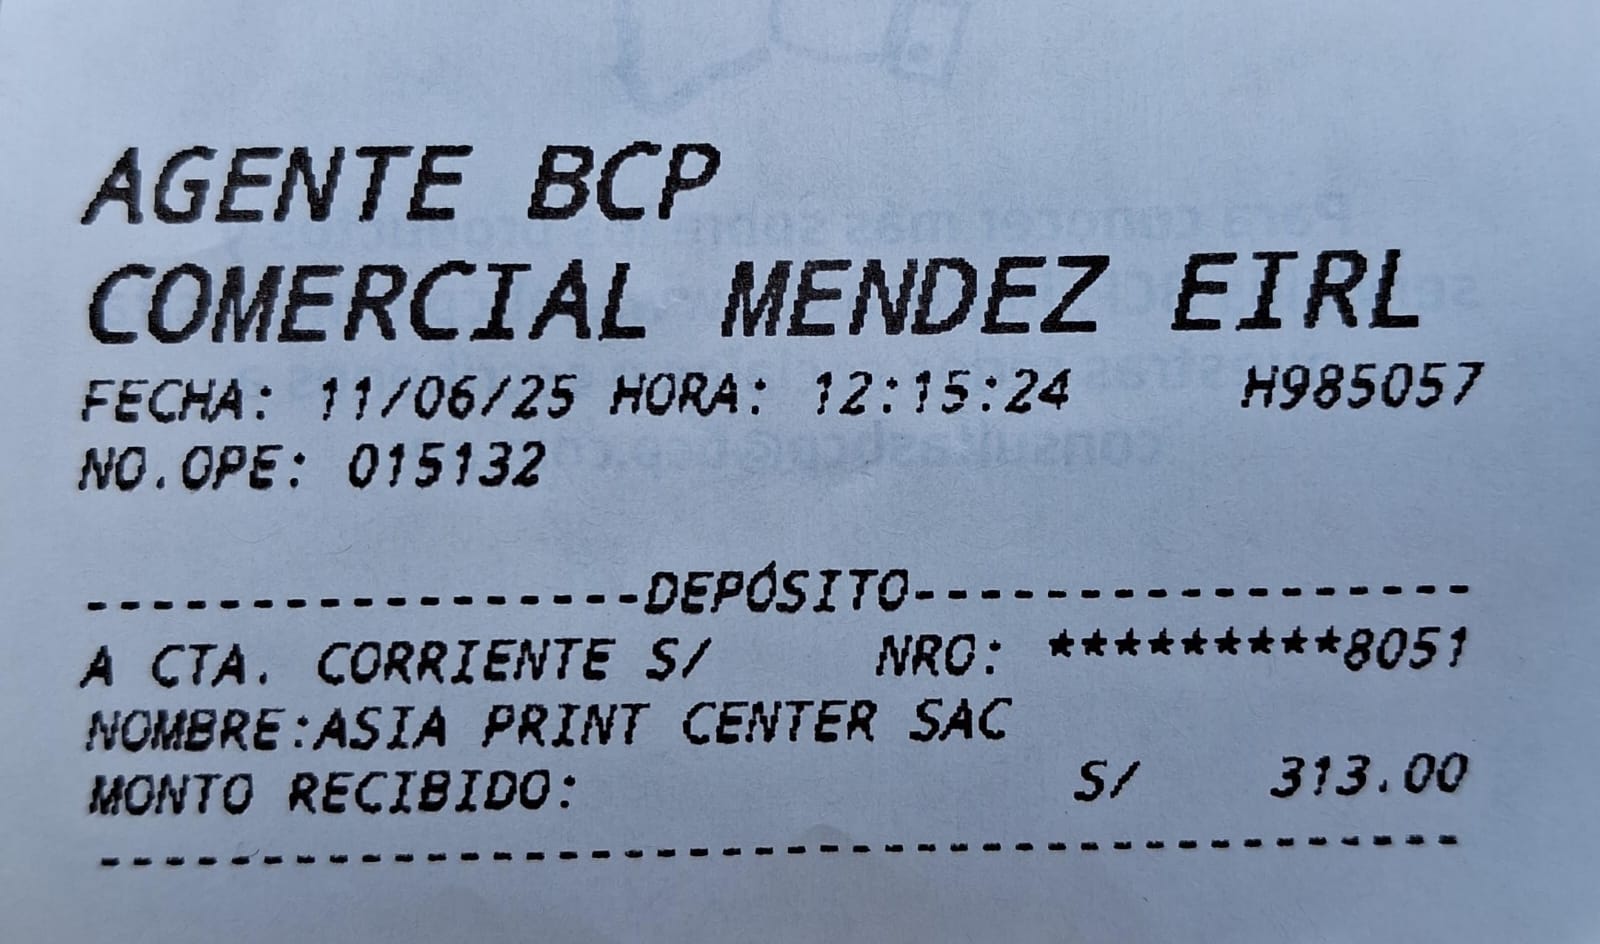 AGENTE BCP
COMERCIAL MENDEZ EIRL
FECHA: 11/06/25 HORA: 12:15:24 H985057
NO.OPE: 015132
------------------DEPÓSITO------------------
A CTA. CORRIENTE S/ NRO: *********8051
NOMBRE:ASIA PRINT CENTER SAC
MONTO RECIBIDO: S/ 313.00
--------------------------------------------